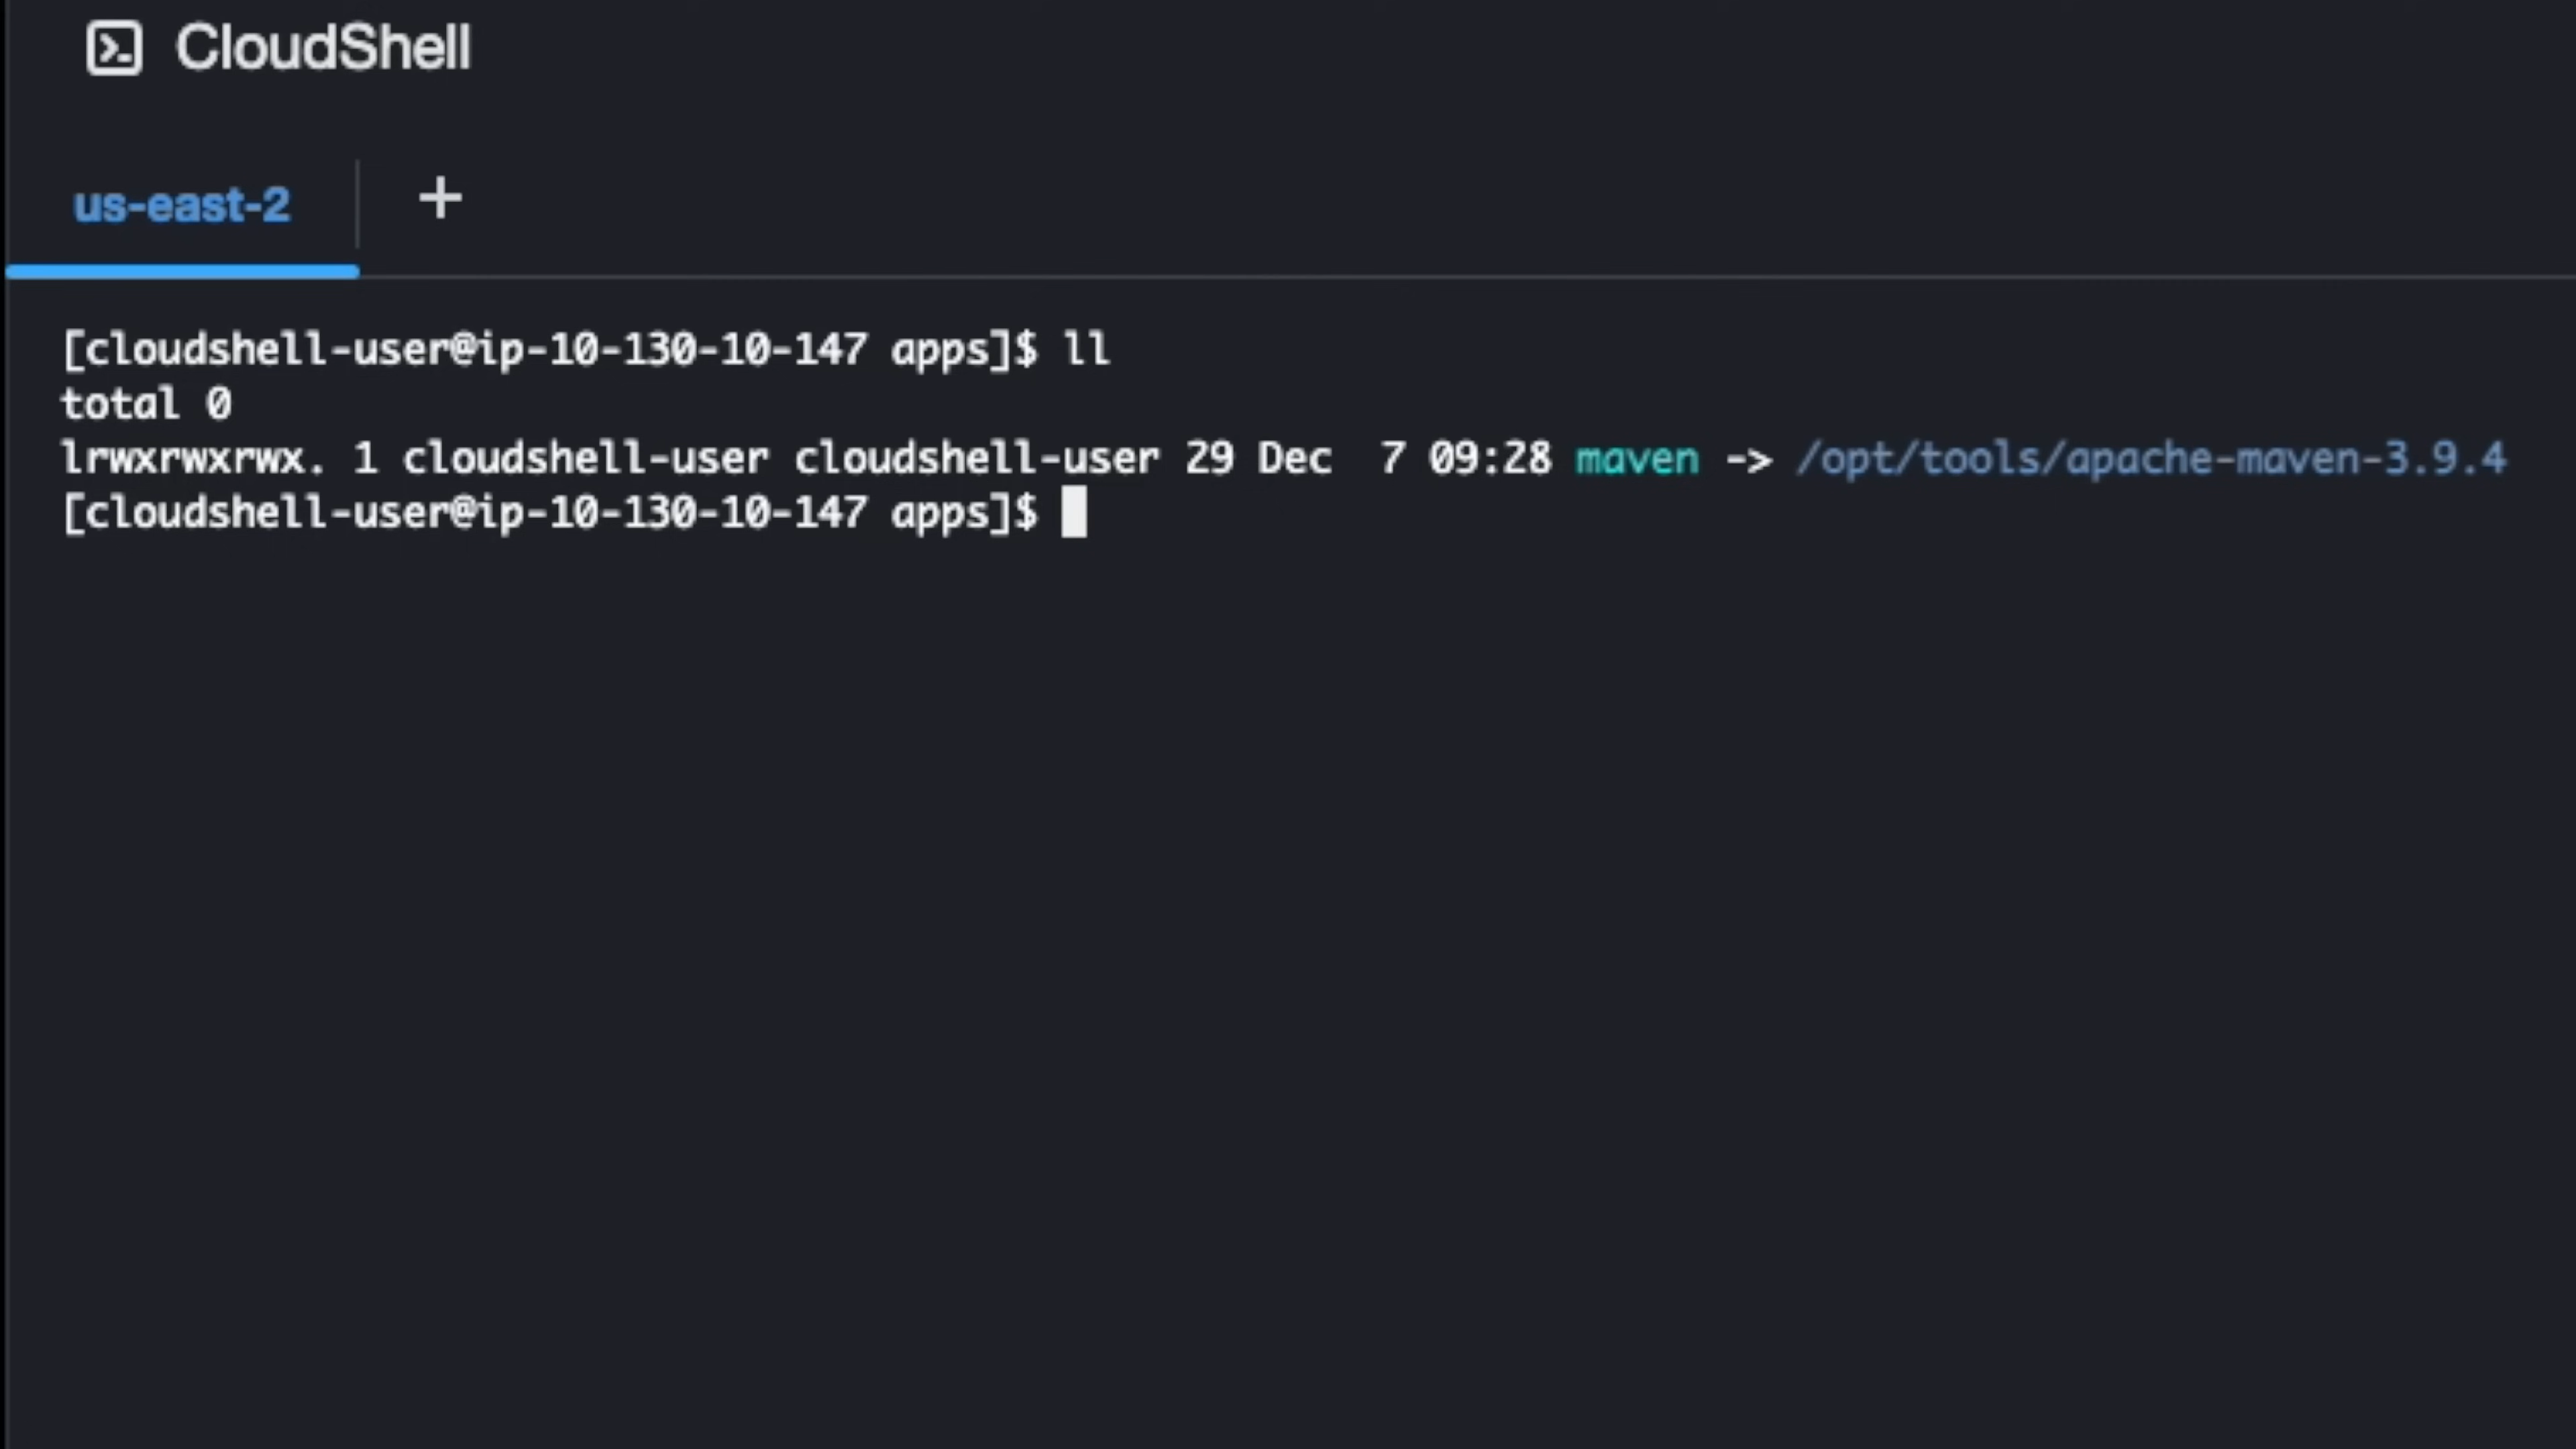 CloudShell
us-east-2 +
[cloudshell-user@ip-10-130-10-147 apps]$ ll
total 0
lrwxrwxrwx. 1 cloudshell-user cloudshell-user 29 Dec  7 09:28 maven -> /opt/tools/apache-maven-3.9.4
[cloudshell-user@ip-10-130-10-147 apps]$